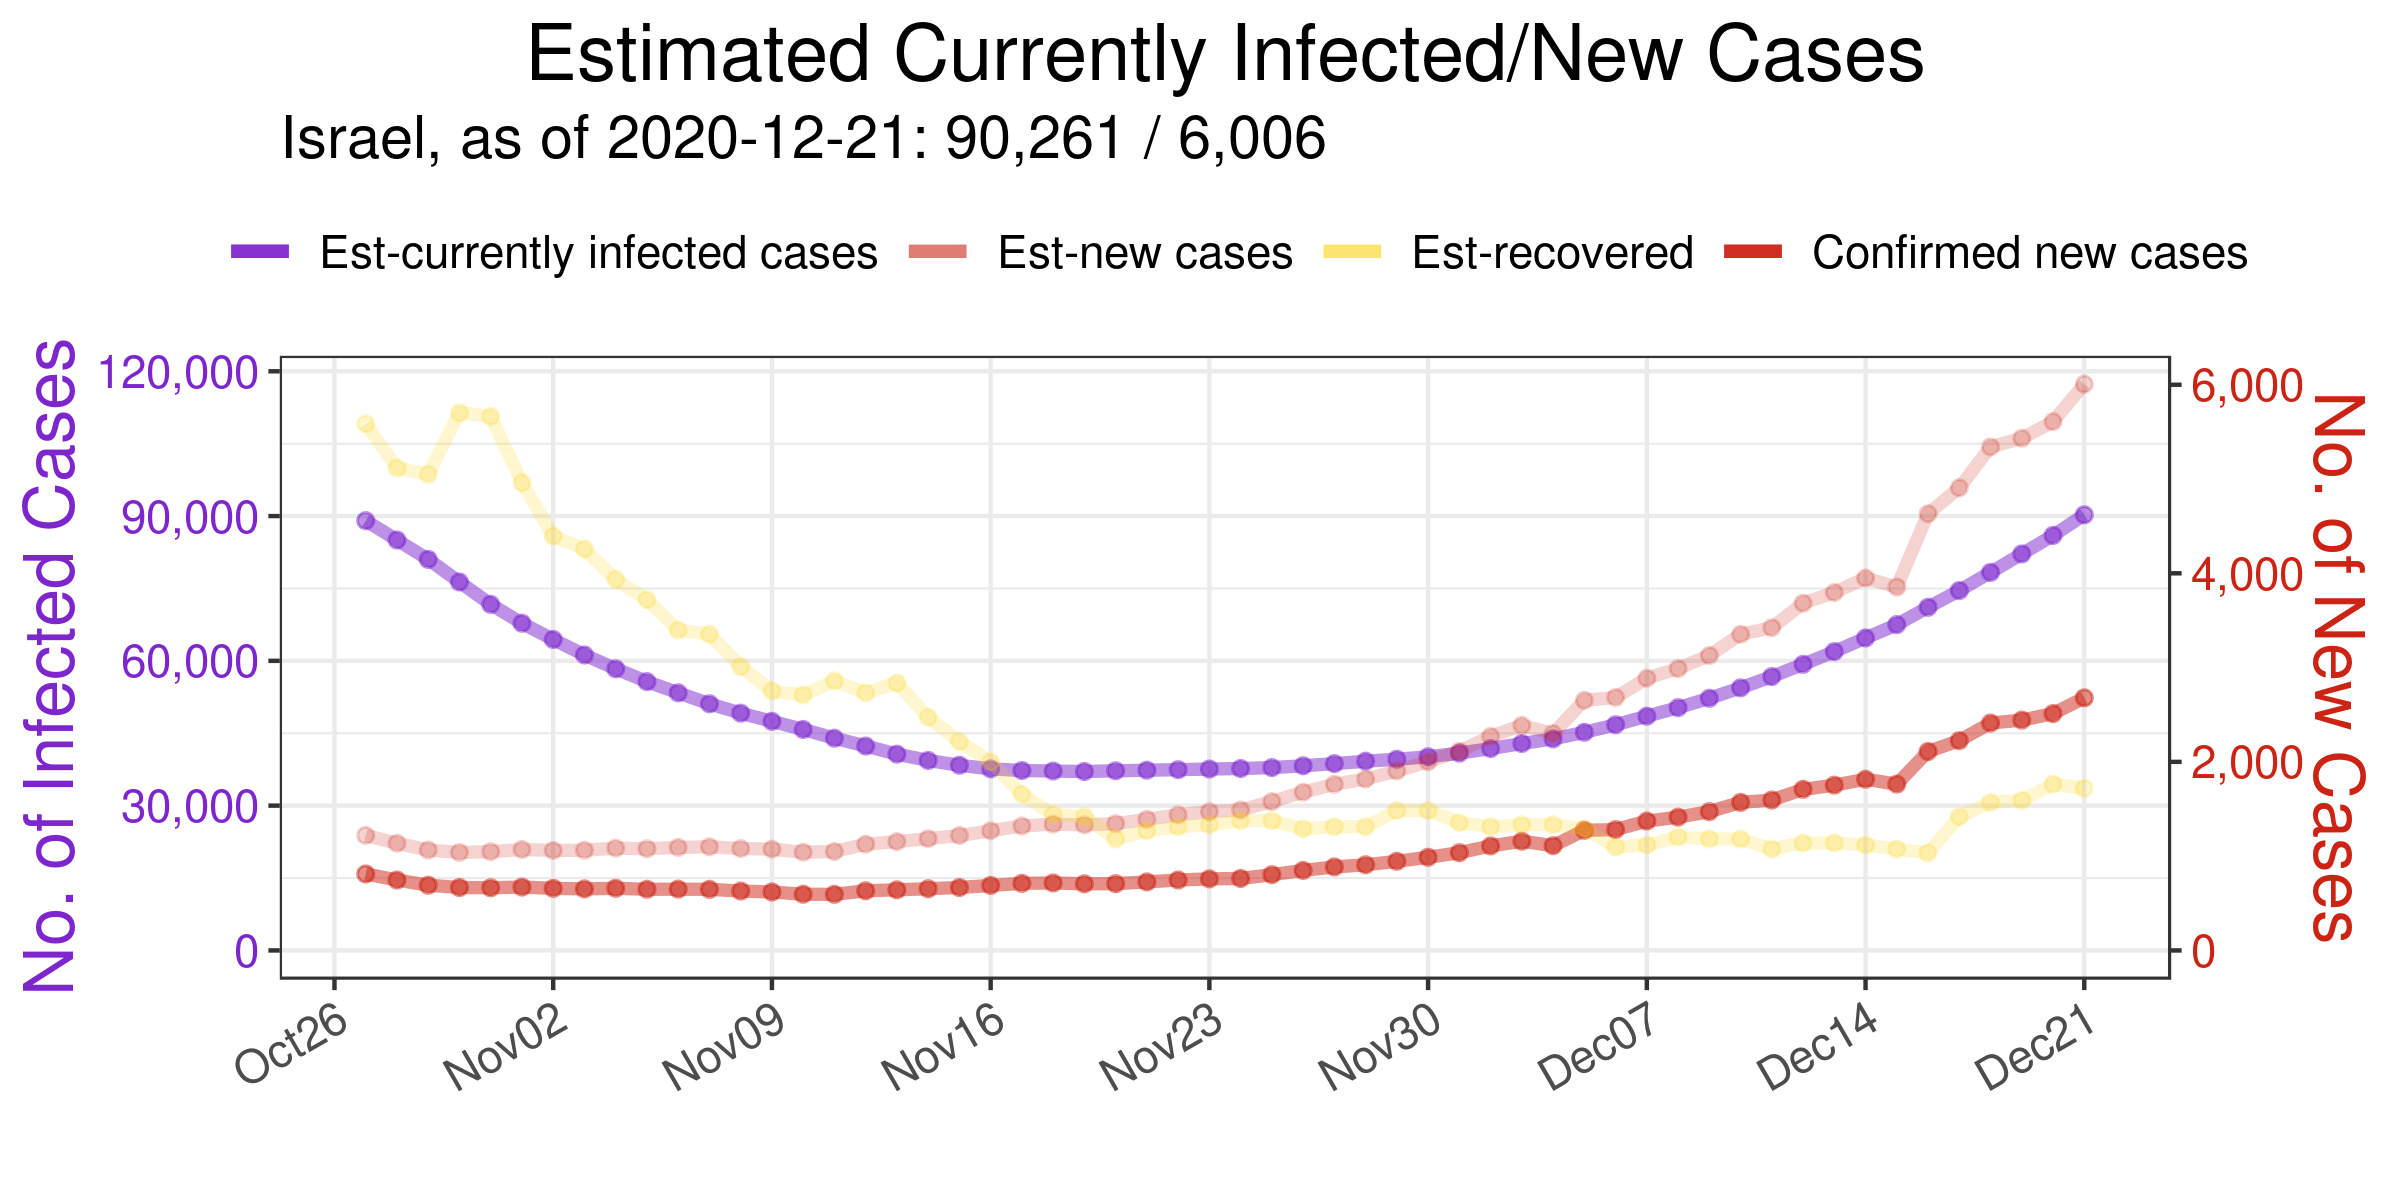 Estimated Currently Infected/New Cases
Israel, as of 2020-12-21: 90,261 / 6,006
Est-currently infected cases Est-new cases Est-recovered Confirmed new cases
No. of Infected Cases
120,000
90,000
60,000
30,000
0
6,000
4,000
2,000
0
No. of New Cases
Oct26 Nov02 Nov09 Nov16 Nov23 Nov30 Dec07 Dec14 Dec21